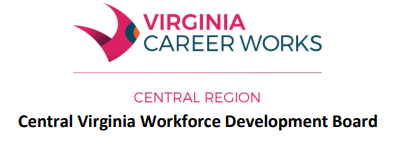 VIRGINIA
CAREER WORKS
CENTRAL REGION
Central Virginia Workforce Development Board